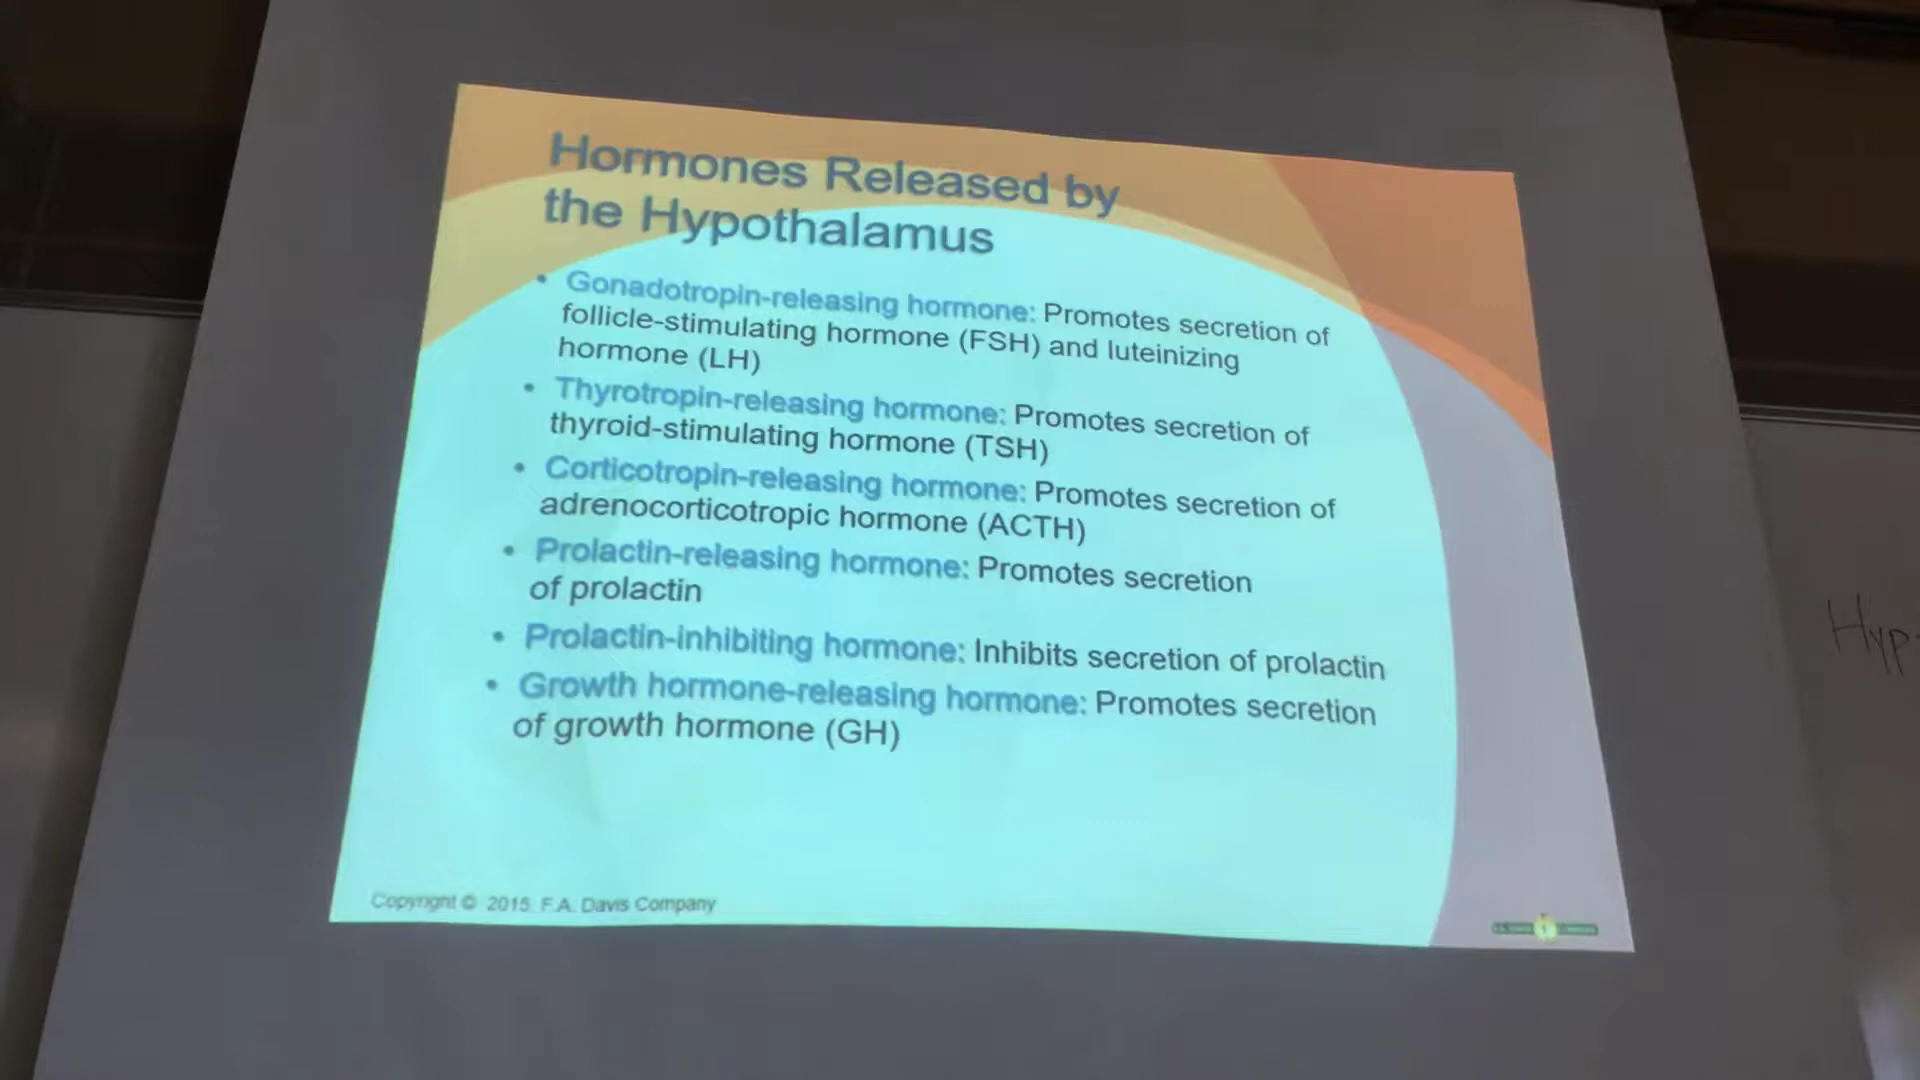 Hormones Released by
the Hypothalamus
• Gonadotropin-releasing hormone: Promotes secretion of
follicle-stimulating hormone (FSH) and luteinizing
hormone (LH)
• Thyrotropin-releasing hormone: Promotes secretion of
thyroid-stimulating hormone (TSH)
• Corticotropin-releasing hormone: Promotes secretion of
adrenocorticotropic hormone (ACTH)
• Prolactin-releasing hormone: Promotes secretion
of prolactin
• Prolactin-inhibiting hormone: Inhibits secretion of prolactin
• Growth hormone-releasing hormone: Promotes secretion
of growth hormone (GH)
Copyright © 2015. F.A. Davis Company
Hyp